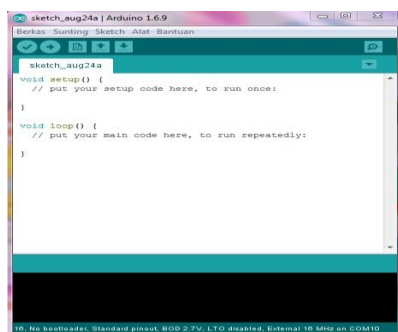 sketch_aug24a | Arduino 1.6.9
Berkas Sunting Sketch Alat Bantuan
sketch_aug24a
void setup() {
// put your setup code here, to run once:
}
void loop() {
// put your main code here, to run repeatedly:
}
16, No bootloader, Standard pinout, BOD 2.7V, LTO disabled, External 16 MHz on COM10